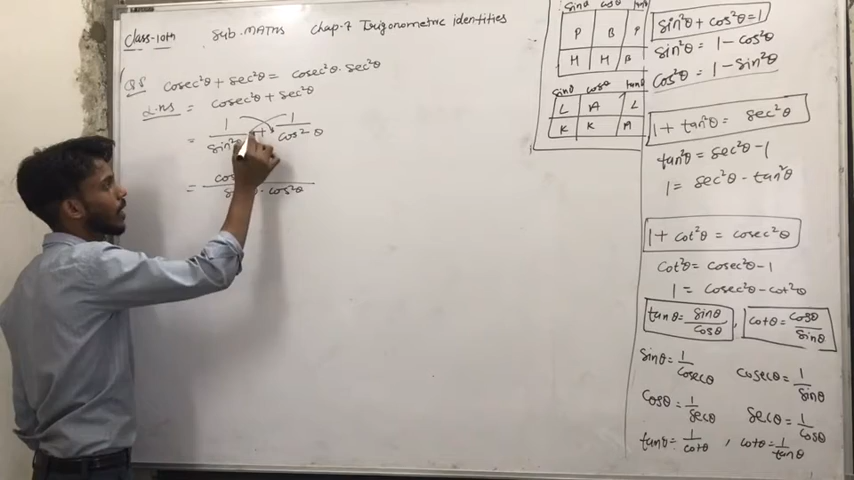 Class-10th Sub-MATHS Chap-7 Trigonometric identities
Q8 cosec²θ + sec²θ = cosec²θ · sec²θ
L.H.S = cosec²θ + sec²θ
= 1/sin²θ + 1/cos²θ
= cos / · cos²θ
Sinθ cosθ tanθ
P B P
H H B
Sinθ cosθ tanθ
L A L
K K A
sin²θ + cos²θ = 1
sin²θ = 1 - cos²θ
cos²θ = 1 - sin²θ
1 + tan²θ = sec²θ
tan²θ = sec²θ - 1
1 = sec²θ - tan²θ
1 + cot²θ = cosec²θ
cot²θ = cosec²θ - 1
1 = cosec²θ - cot²θ
tanθ = sinθ/cosθ , cotθ = cosθ/sinθ
sinθ = 1/cosecθ cosecθ = 1/sinθ
cosθ = 1/secθ secθ = 1/cosθ
tanθ = 1/cotθ , cotθ = 1/tanθ